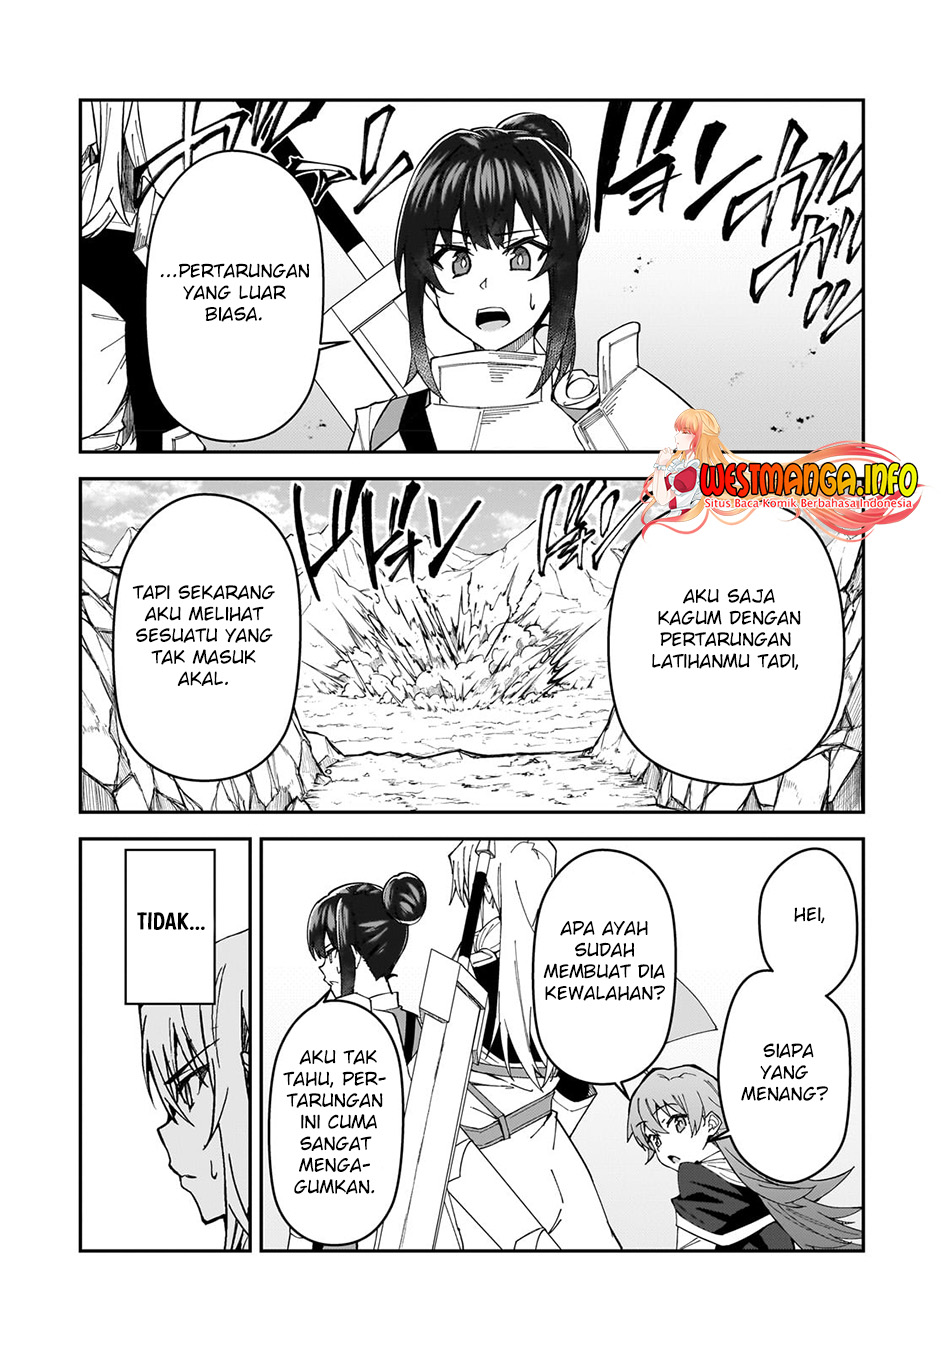 ...PERTARUNGAN
YANG LUAR
BIASA.
WESTMANGA.INFO
Situs Baca Komik Berbahasa Indonesia
AKU SAJA
KAGUM DENGAN
PERTARUNGAN
LATIHANMU TADI,
TAPI SEKARANG
AKU MELIHAT
SESUATU YANG
TAK MASUK
AKAL.
HEI,
SIAPA
YANG
MENANG?
APA AYAH
SUDAH
MEMBUAT DIA
KEWALAHAN?
AKU TAK
TAHU, PER-
TARUNGAN
INI CUMA
SANGAT
MENGA-
GUMKAN.
TIDAK...